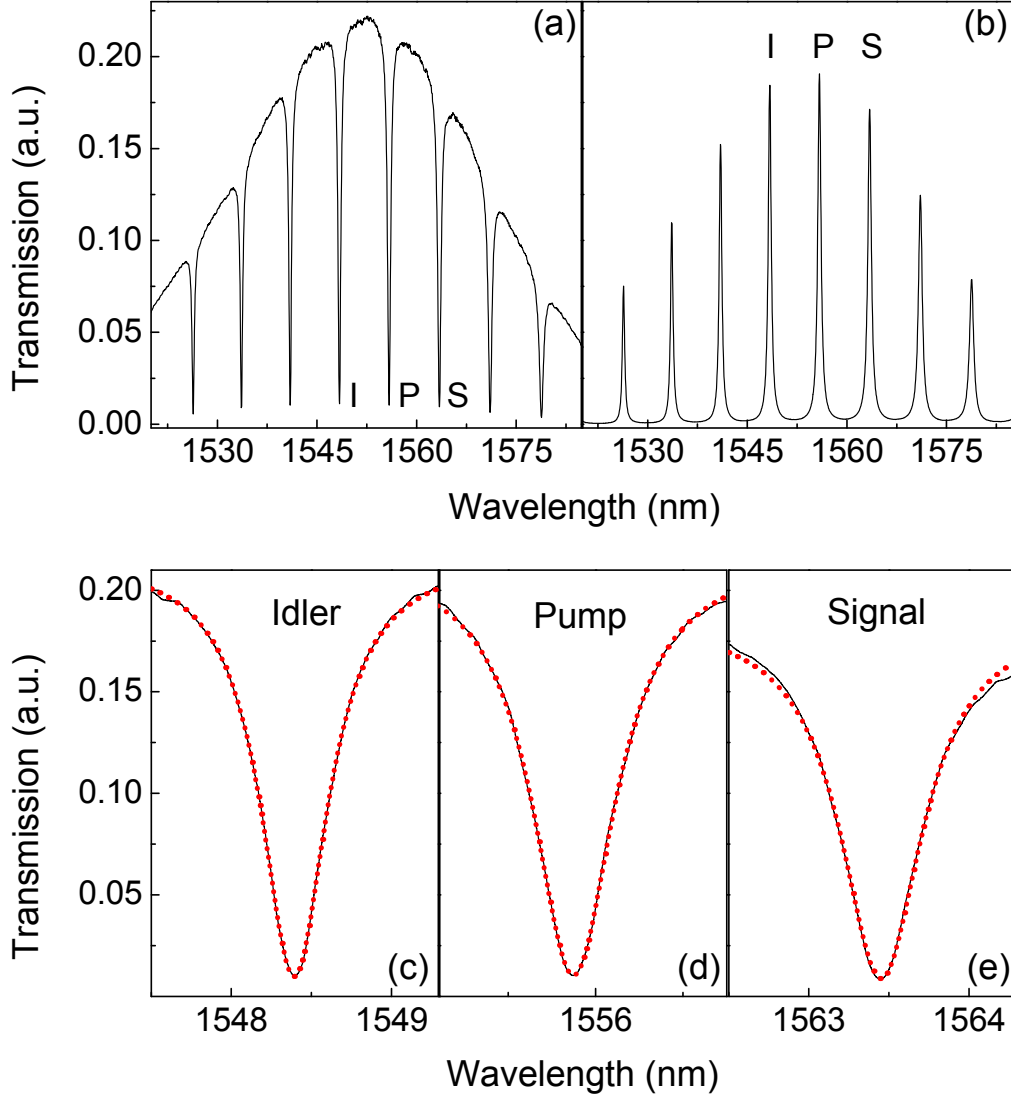 (a) (b)
I P S
0.20
0.15
0.10
0.05
0.00
I P S
1530 1545 1560 1575 1530 1545 1560 1575
Transmission (a.u.)
Wavelength (nm)
0.20
0.15
0.10
0.05
Idler Pump Signal
(c) (d) (e)
1548 1549 1556 1563 1564
Transmission (a.u.)
Wavelength (nm)